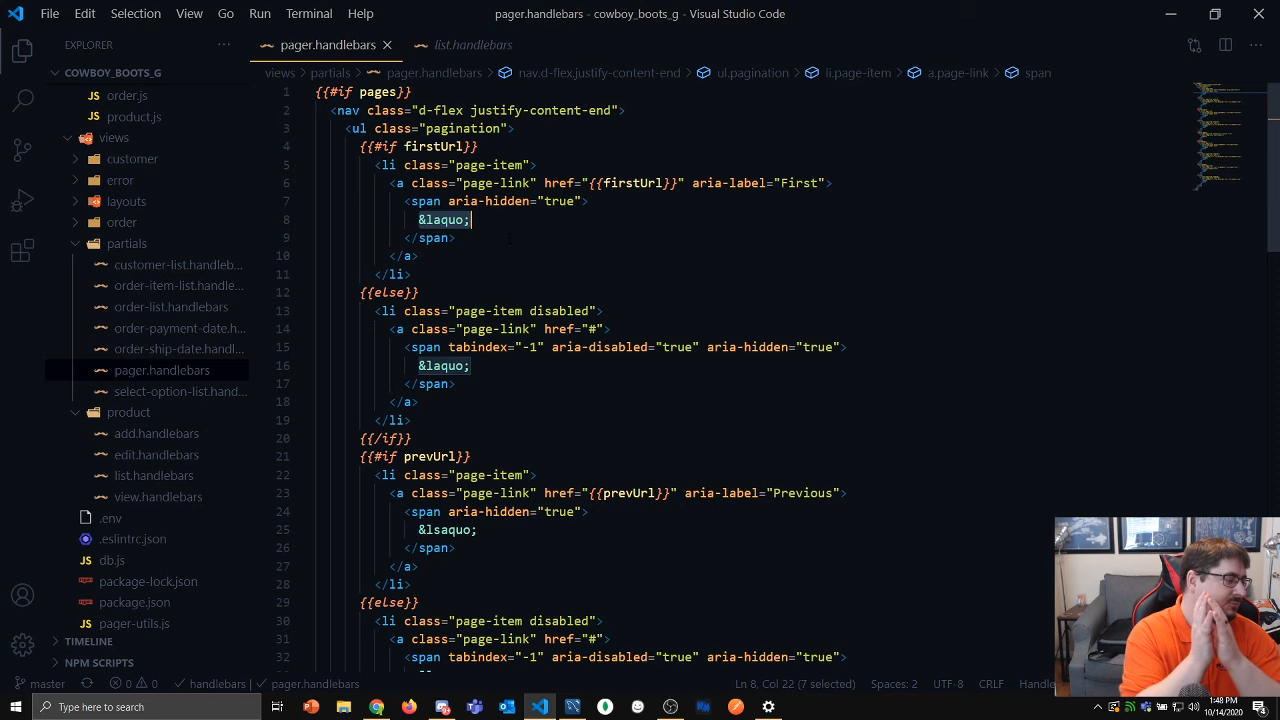 File Edit Selection View Go Run Terminal Help pager.handlebars - cowboy_boots_g - Visual Studio Code
EXPLORER ··· pager.handlebars list.handlebars
COWBOY_BOOTS_G
views > partials > pager.handlebars > nav.d-flex.justify-content-end > ul.pagination > li.page-item > a.page-link > span
order.js
product.js
views
customer
error
layouts
order
partials
customer-list.handleb...
order-item-list.handle...
order-list.handlebars
order-payment-date.h...
order-ship-date.handl...
pager.handlebars
select-option-list.hand...
product
add.handlebars
edit.handlebars
list.handlebars
view.handlebars
.env
.eslintrc.json
db.js
package-lock.json
package.json
pager-utils.js
TIMELINE
NPM SCRIPTS
1 {{#if pages}}
2 <nav class="d-flex justify-content-end">
3 <ul class="pagination">
4 {{#if firstUrl}}
5 <li class="page-item">
6 <a class="page-link" href="{{firstUrl}}" aria-label="First">
7 <span aria-hidden="true">
8 &laquo;
9 </span>
10 </a>
11 </li>
12 {{else}}
13 <li class="page-item disabled">
14 <a class="page-link" href="#">
15 <span tabindex="-1" aria-disabled="true" aria-hidden="true">
16 &laquo;
17 </span>
18 </a>
19 </li>
20 {{/if}}
21 {{#if prevUrl}}
22 <li class="page-item">
23 <a class="page-link" href="{{prevUrl}}" aria-label="Previous">
24 <span aria-hidden="true">
25 &lsaquo;
26 </span>
27 </a>
28 </li>
29 {{else}}
30 <li class="page-item disabled">
31 <a class="page-link" href="#">
32 <span tabindex="-1" aria-disabled="true" aria-hidden="true">
master 0 0 handlebars pager.handlebars Ln 8, Col 22 (7 selected) Spaces: 2 UTF-8 CRLF Handle
Type here to search
1:48 PM
10/14/2020